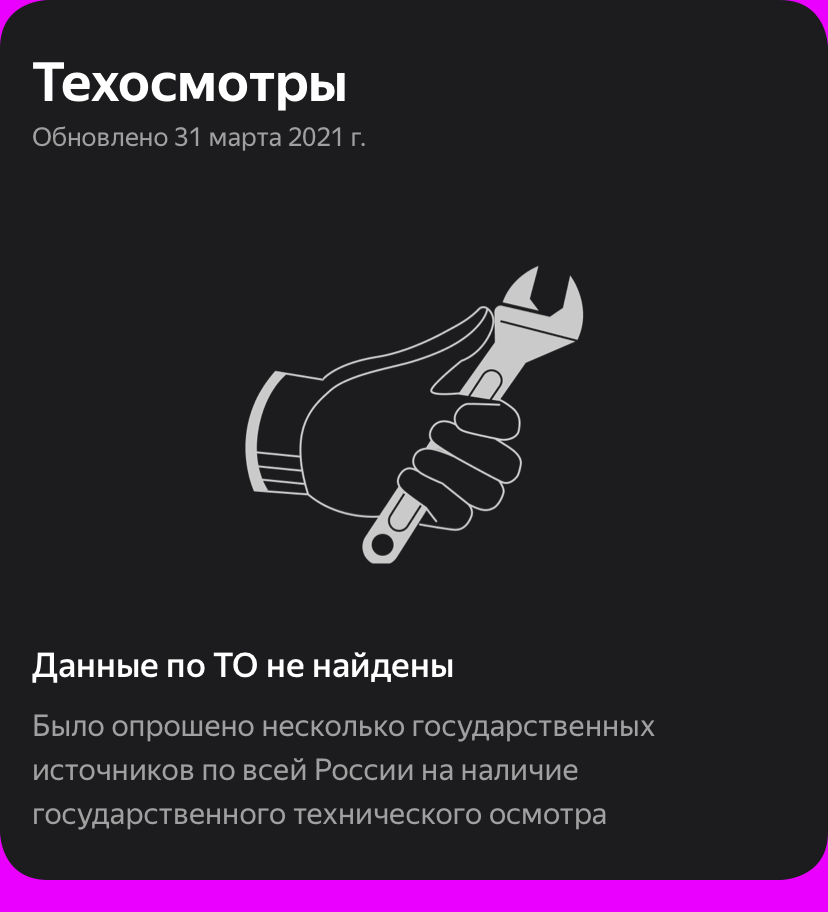 Техосмотры
Обновлено 31 марта 2021 г.
Данные по ТО не найдены
Было опрошено несколько государственных
источников по всей России на наличие
государственного технического осмотра